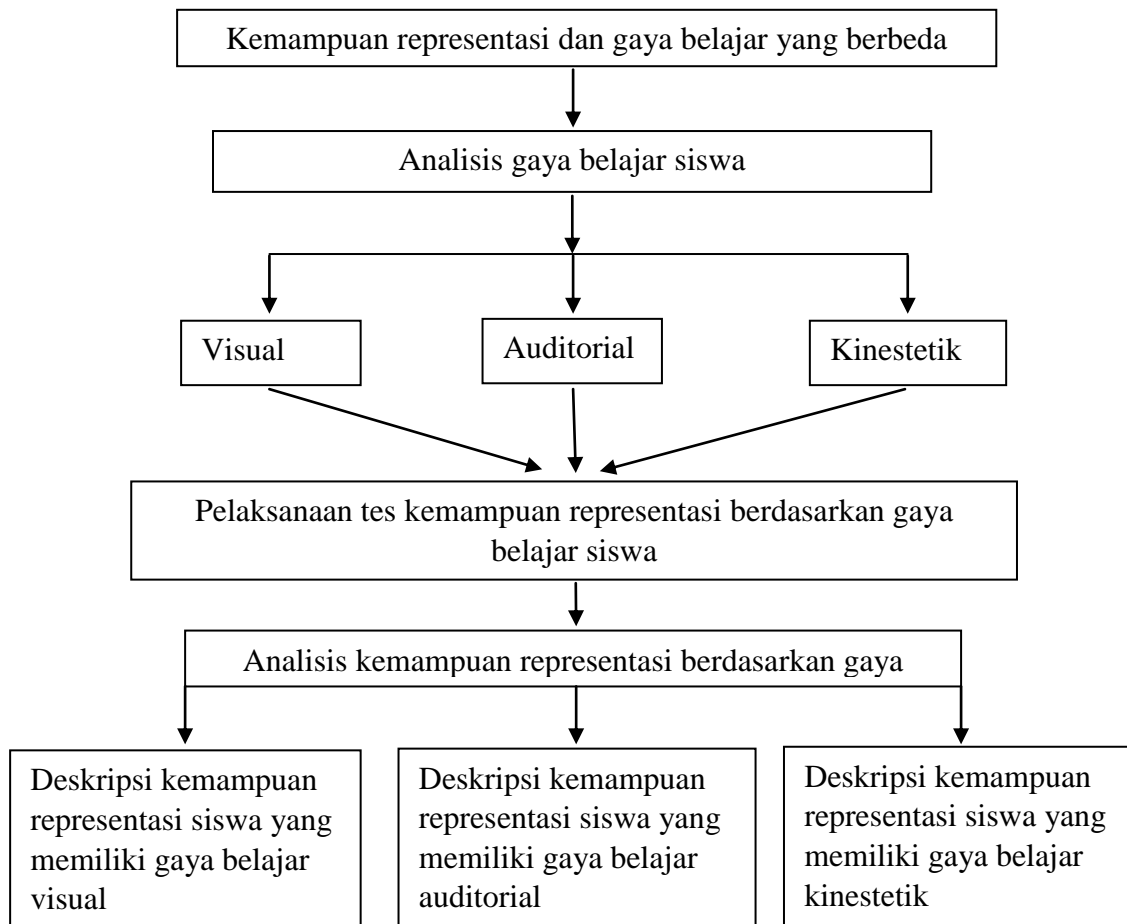 Kemampuan representasi dan gaya belajar yang berbeda
Analisis gaya belajar siswa
Visual
Auditorial
Kinestetik
Pelaksanaan tes kemampuan representasi berdasarkan gaya
belajar siswa
Analisis kemampuan representasi berdasarkan gaya
Deskripsi kemampuan
representasi siswa yang
memiliki gaya belajar
visual
Deskripsi kemampuan
representasi siswa yang
memiliki gaya belajar
auditorial
Deskripsi kemampuan
representasi siswa yang
memiliki gaya belajar
kinestetik